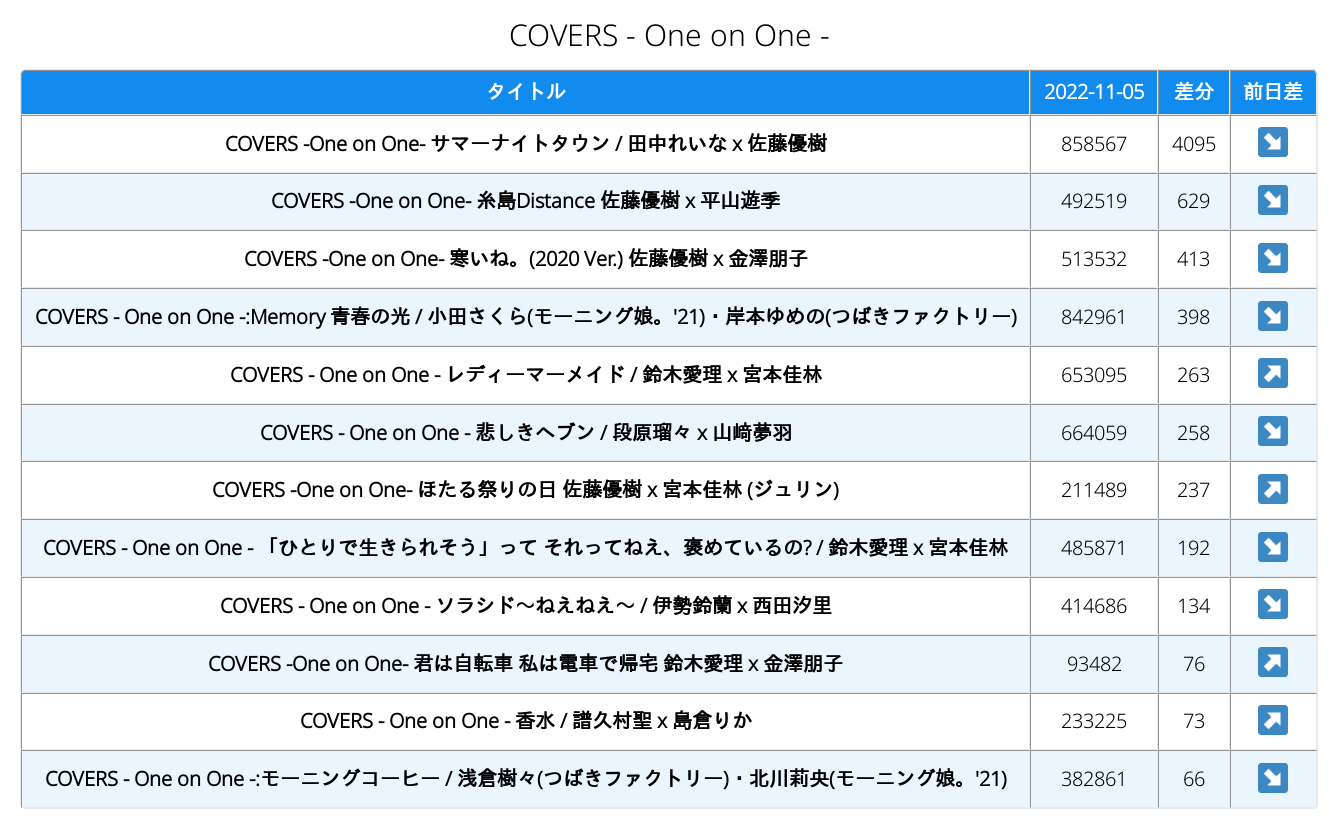 COVERS - One on One -
タイトル 2022-11-05 差分 前日差
COVERS -One on One- サマーナイトタウン / 田中れいな x 佐藤優樹 858567 4095
COVERS -One on One- 糸島Distance 佐藤優樹 x 平山遊季 492519 629
COVERS -One on One- 寒いね。(2020 Ver.) 佐藤優樹 x 金澤朋子 513532 413
COVERS - One on One -:Memory 青春の光 / 小田さくら(モーニング娘。'21)・岸本ゆめの(つばきファクトリー) 842961 398
COVERS - One on One - レディーマーメイド / 鈴木愛理 x 宮本佳林 653095 263
COVERS - One on One - 悲しきヘブン / 段原瑠々 x 山﨑夢羽 664059 258
COVERS -One on One- ほたる祭りの日 佐藤優樹 x 宮本佳林 (ジュリン) 211489 237
COVERS - One on One - 「ひとりで生きられそう」って それってねえ、褒めているの? / 鈴木愛理 x 宮本佳林 485871 192
COVERS - One on One - ソラシド〜ねえねえ〜 / 伊勢鈴蘭 x 西田汐里 414686 134
COVERS -One on One- 君は自転車 私は電車で帰宅 鈴木愛理 x 金澤朋子 93482 76
COVERS - One on One - 香水 / 譜久村聖 x 島倉りか 233225 73
COVERS - One on One -:モーニングコーヒー / 浅倉樹々(つばきファクトリー)・北川莉央(モーニング娘。'21) 382861 66